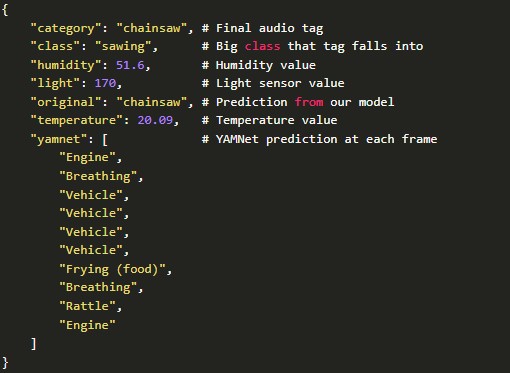 {
    "category": "chainsaw", # Final audio tag
    "class": "sawing",      # Big class that tag falls into
    "humidity": 51.6,       # Humidity value
    "light": 170,           # Light sensor value
    "original": "chainsaw", # Prediction from our model
    "temperature": 20.09,   # Temperature value
    "yamnet": [             # YAMNet prediction at each frame
        "Engine",
        "Breathing",
        "Vehicle",
        "Vehicle",
        "Vehicle",
        "Vehicle",
        "Frying (food)",
        "Breathing",
        "Rattle",
        "Engine"
    ]
}